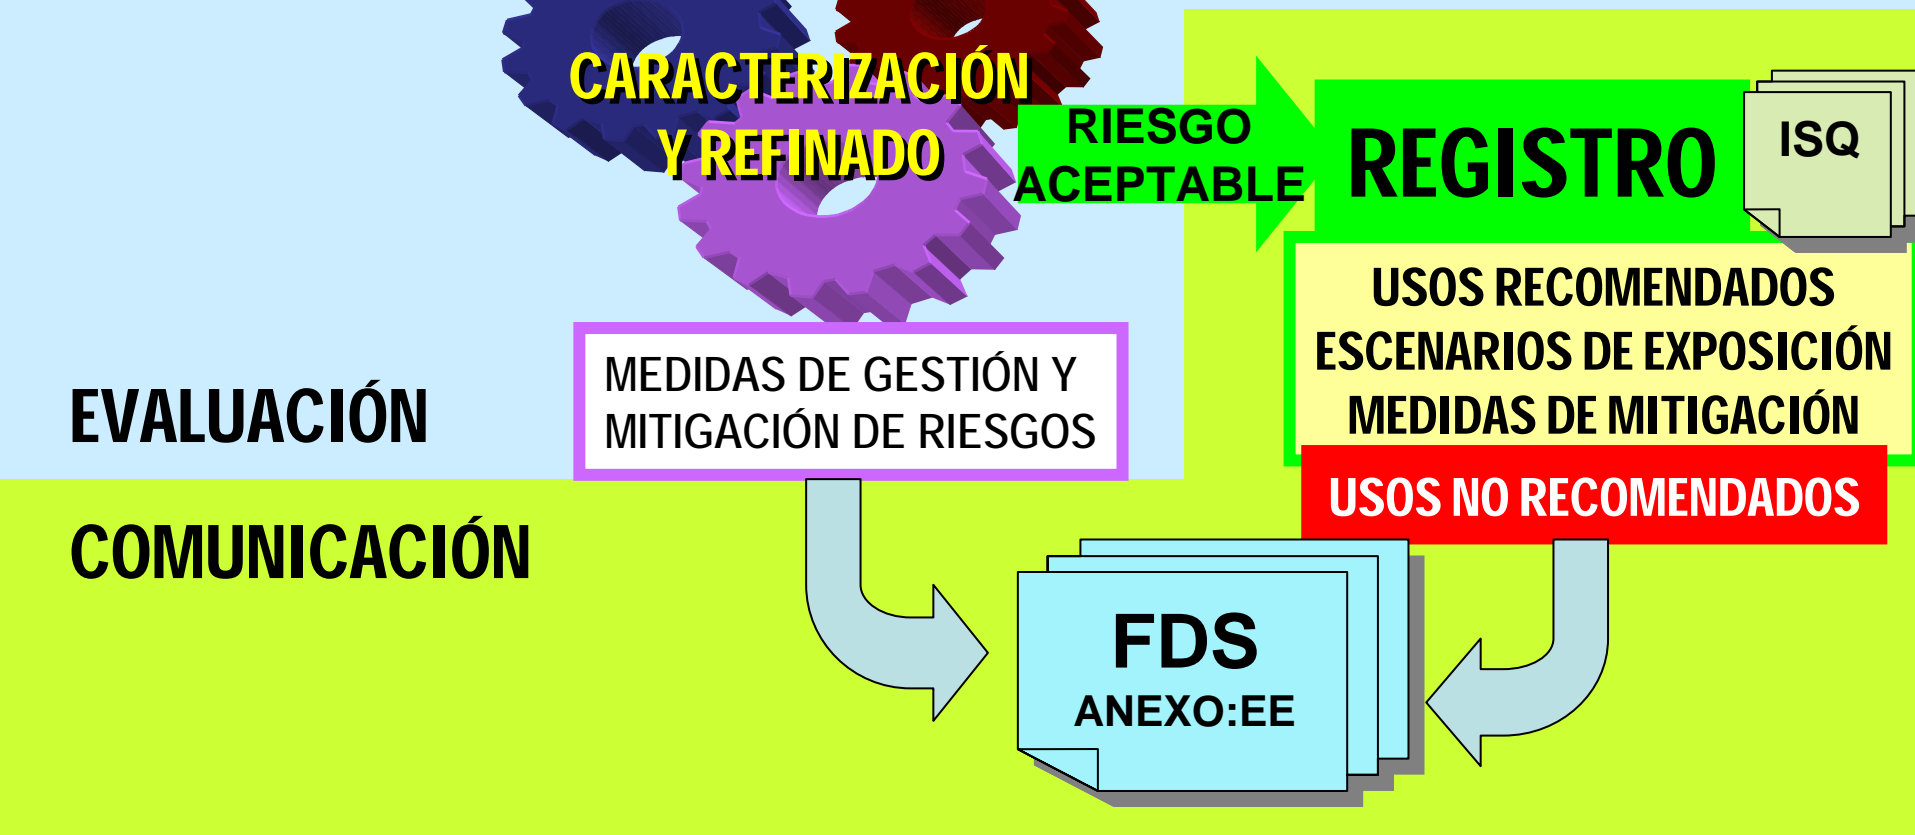 CARACTERIZACIÓN
Y REFINADO
RIESGO
ACEPTABLE
REGISTRO
ISQ
USOS RECOMENDADOS
ESCENARIOS DE EXPOSICIÓN
MEDIDAS DE MITIGACIÓN
USOS NO RECOMENDADOS
MEDIDAS DE GESTIÓN Y
MITIGACIÓN DE RIESGOS
EVALUACIÓN
COMUNICACIÓN
FDS
ANEXO:EE